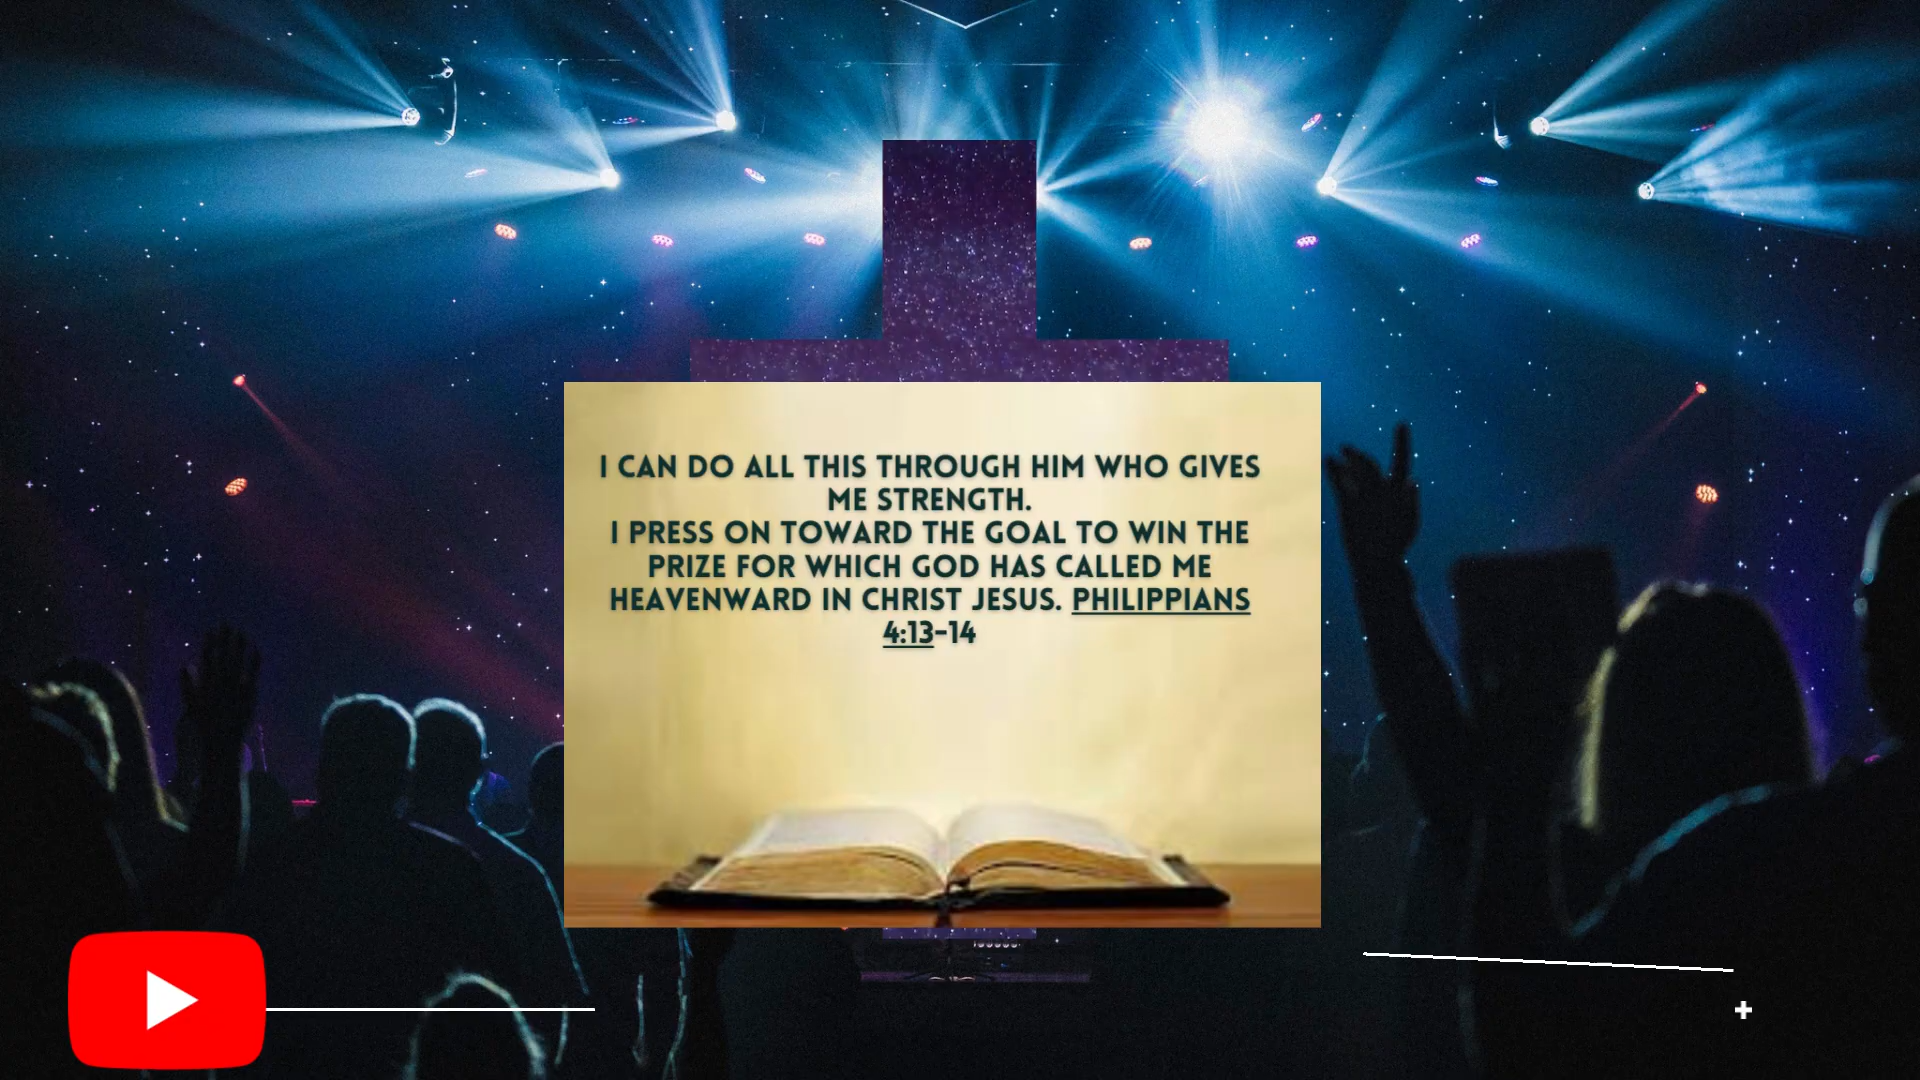 I CAN DO ALL THIS THROUGH HIM WHO GIVES
ME STRENGTH.
I PRESS ON TOWARD THE GOAL TO WIN THE
PRIZE FOR WHICH GOD HAS CALLED ME
HEAVENWARD IN CHRIST JESUS. PHILIPPIANS
4:13-14